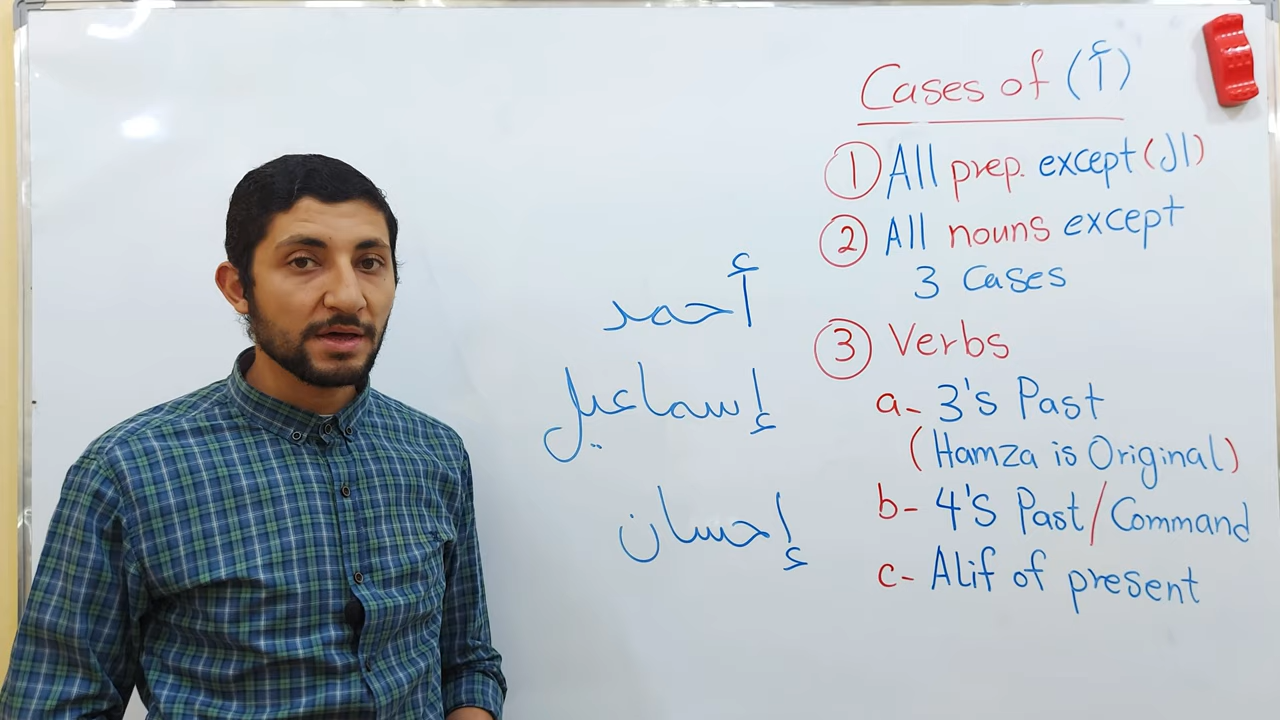 Cases of (أ)
① All prep. except (ال)
② All nouns except
3 Cases
③ Verbs
a- 3's Past
(Hamza is Original)
b- 4's Past/Command
c- Alif of present
أحمد
إسماعيل
إحسان